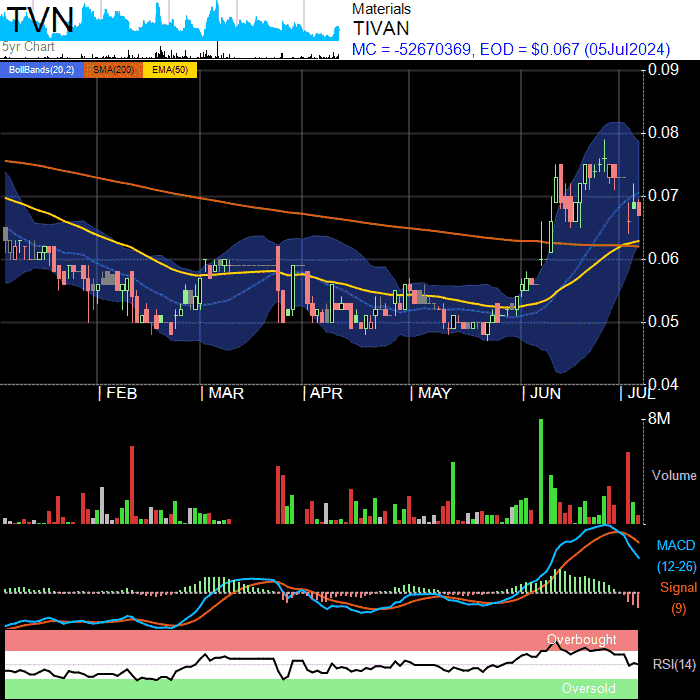 TVN
5yr Chart
Materials
TIVAN
MC = -52670369, EOD = $0.067 (05Jul2024)
BollBands(20,2) SMA(200) EMA(50)
0.09
0.08
0.07
0.06
0.05
0.04
| FEB | MAR | APR | MAY | JUN | JUL
8M
Volume
MACD
(12-26)
Signal
(9)
Overbought
RSI(14)
Oversold